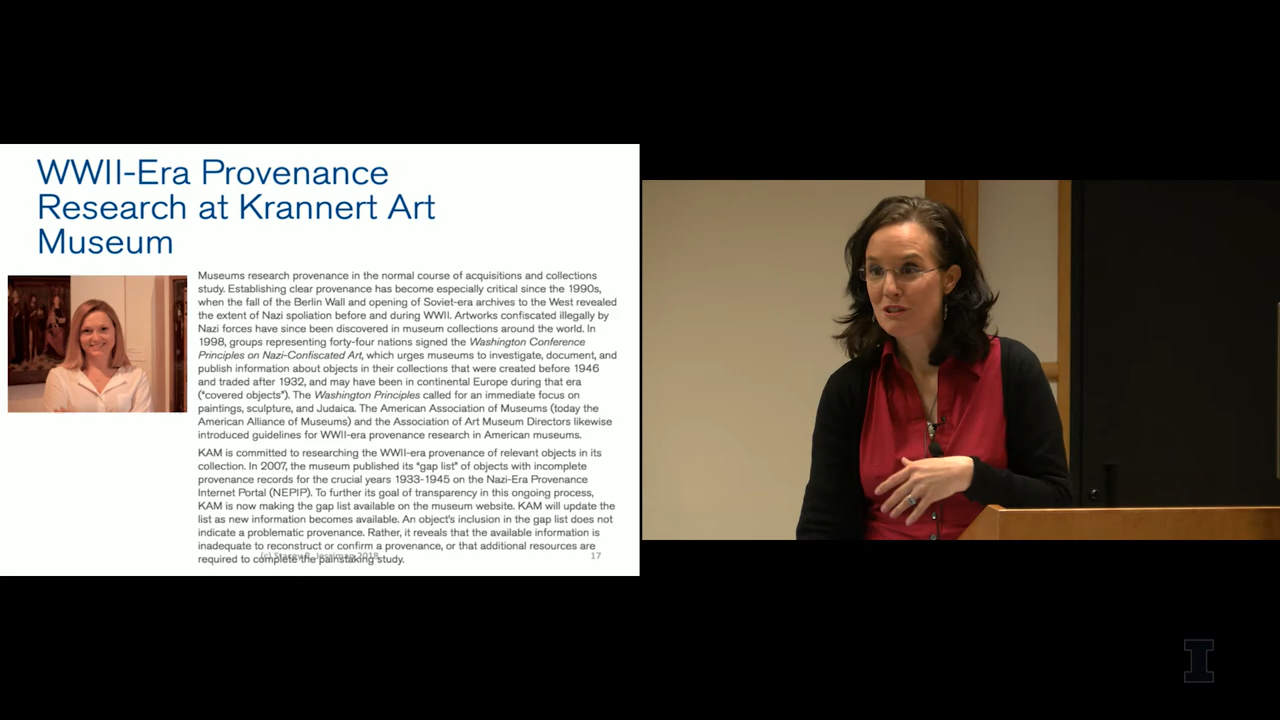 WWII-Era Provenance
Research at Krannert Art
Museum
Museums research provenance in the normal course of acquisitions and collections
study. Establishing clear provenance has become especially critical since the 1990s,
when the fall of the Berlin Wall and opening of Soviet-era archives to the West revealed
the extent of Nazi spoliation before and during WWII. Artworks confiscated illegally by
Nazi forces have since been discovered in museum collections around the world. In
1998, groups representing forty-four nations signed the Washington Conference
Principles on Nazi-Confiscated Art, which urges museums to investigate, document, and
publish information about objects in their collections that were created before 1946
and traded after 1932, and may have been in continental Europe during that era
("covered objects"). The Washington Principles called for an immediate focus on
paintings, sculpture, and Judaica. The American Association of Museums (today the
American Alliance of Museums) and the Association of Art Museum Directors likewise
introduced guidelines for WWII-era provenance research in American museums.
KAM is committed to researching the WWII-era provenance of relevant objects in its
collection. In 2007, the museum published its “gap list” of objects with incomplete
provenance records for the crucial years 1933-1945 on the Nazi-Era Provenance
Internet Portal (NEPIP). To further its goal of transparency in this ongoing process,
KAM is now making the gap list available on the museum website. KAM will update the
list as new information becomes available. An object's inclusion in the gap list does not
indicate a problematic provenance. Rather, it reveals that the available information is
inadequate to reconstruct or confirm a provenance, or that additional resources are
required to complete the painstaking study.
17
I